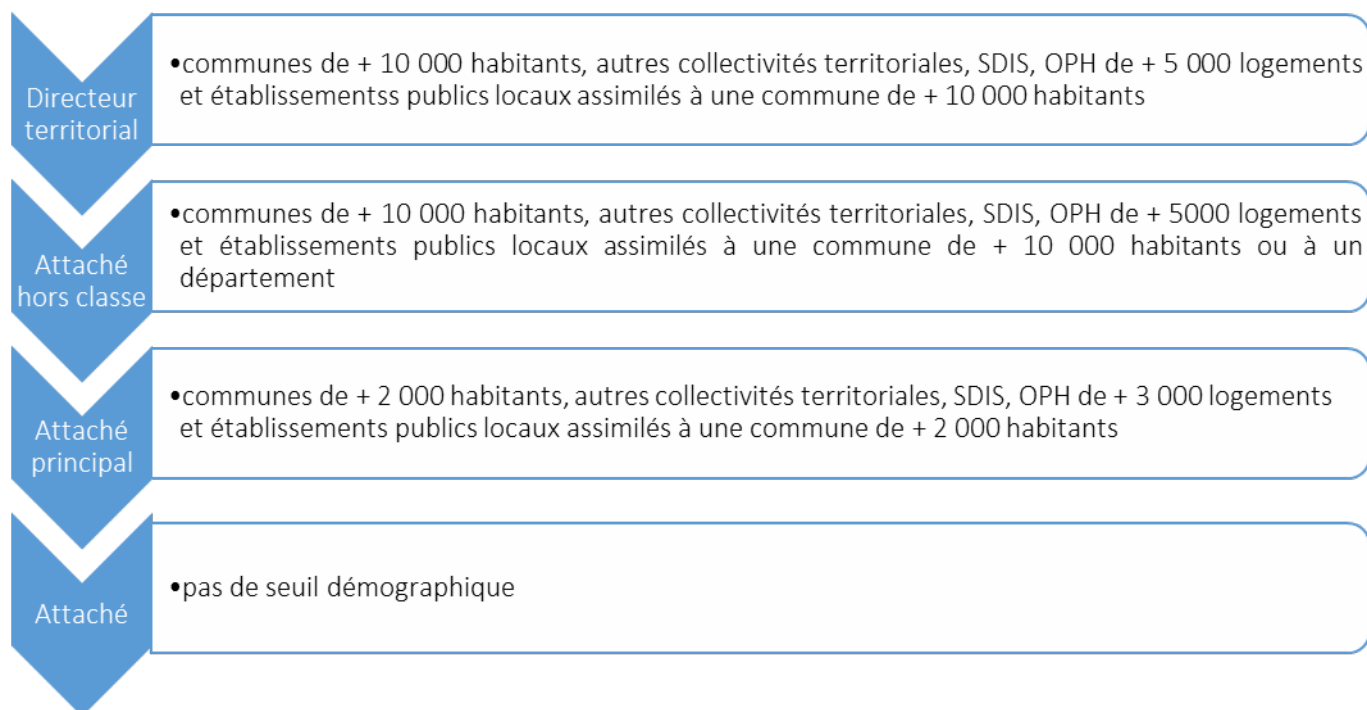 Directeur
territorial
•communes de + 10 000 habitants, autres collectivités territoriales, SDIS, OPH de + 5 000 logements
et établissementss publics locaux assimilés à une commune de + 10 000 habitants
Attaché
hors classe
•communes de + 10 000 habitants, autres collectivités territoriales, SDIS, OPH de + 5000 logements
et établissements publics locaux assimilés à une commune de + 10 000 habitants ou à un
département
Attaché
principal
•communes de + 2 000 habitants, autres collectivités territoriales, SDIS, OPH de + 3 000 logements
et établissements publics locaux assimilés à une commune de + 2 000 habitants
Attaché
•pas de seuil démographique